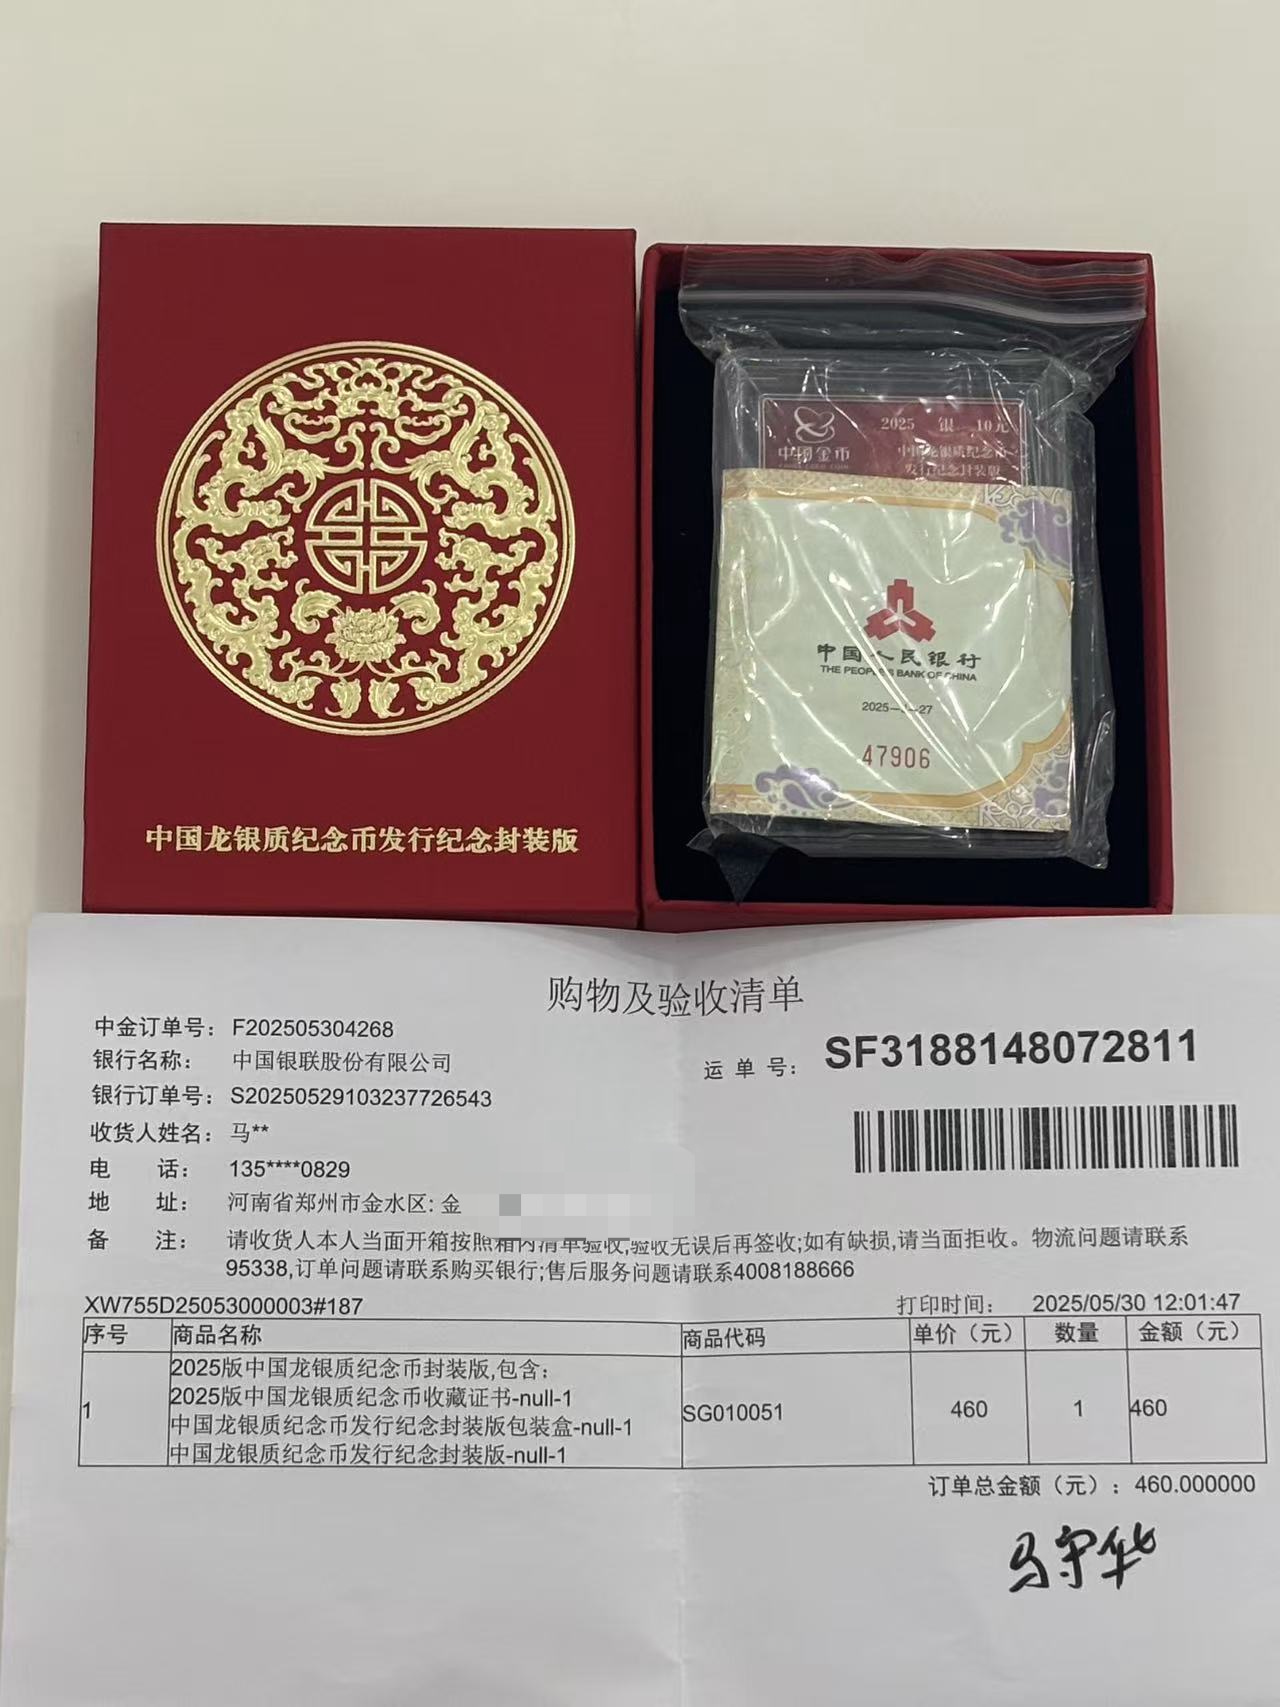 中国龙银质纪念币发行纪念封装版
中国金币
CHINA GOLD COIN
2025 银 10元
中国龙银质纪念币
发行纪念封装版
中国人民银行
THE PEOPLE'S BANK OF CHINA
47906
购物及验收清单
中金订单号: F202505304268
银行名称: 中国银联股份有限公司
银行订单号: S20250529103237726543
收货人姓名: 马**
电 话: 135****0829
地 址: 河南省郑州市金水区: 金
备 注: 请收货人本人当面开箱按照箱内清单验收,验收无误后再签收;如有缺损,请当面拒收。物流问题请联系
95338,订单问题请联系购买银行;售后服务问题请联系4008188666
运 单 号: SF3188148072811
XW755D25053000003#187
打印时间: 2025/05/30 12:01:47
序号 商品名称 商品代码 单价（元） 数量 金额（元）
1 2025版中国龙银质纪念币封装版,包含: SG010051 460 1 460
2025版中国龙银质纪念币收藏证书-null-1
中国龙银质纪念币发行纪念封装版包装盒-null-1
中国龙银质纪念币发行纪念封装版-null-1
订单总金额（元）: 460.000000
马守华